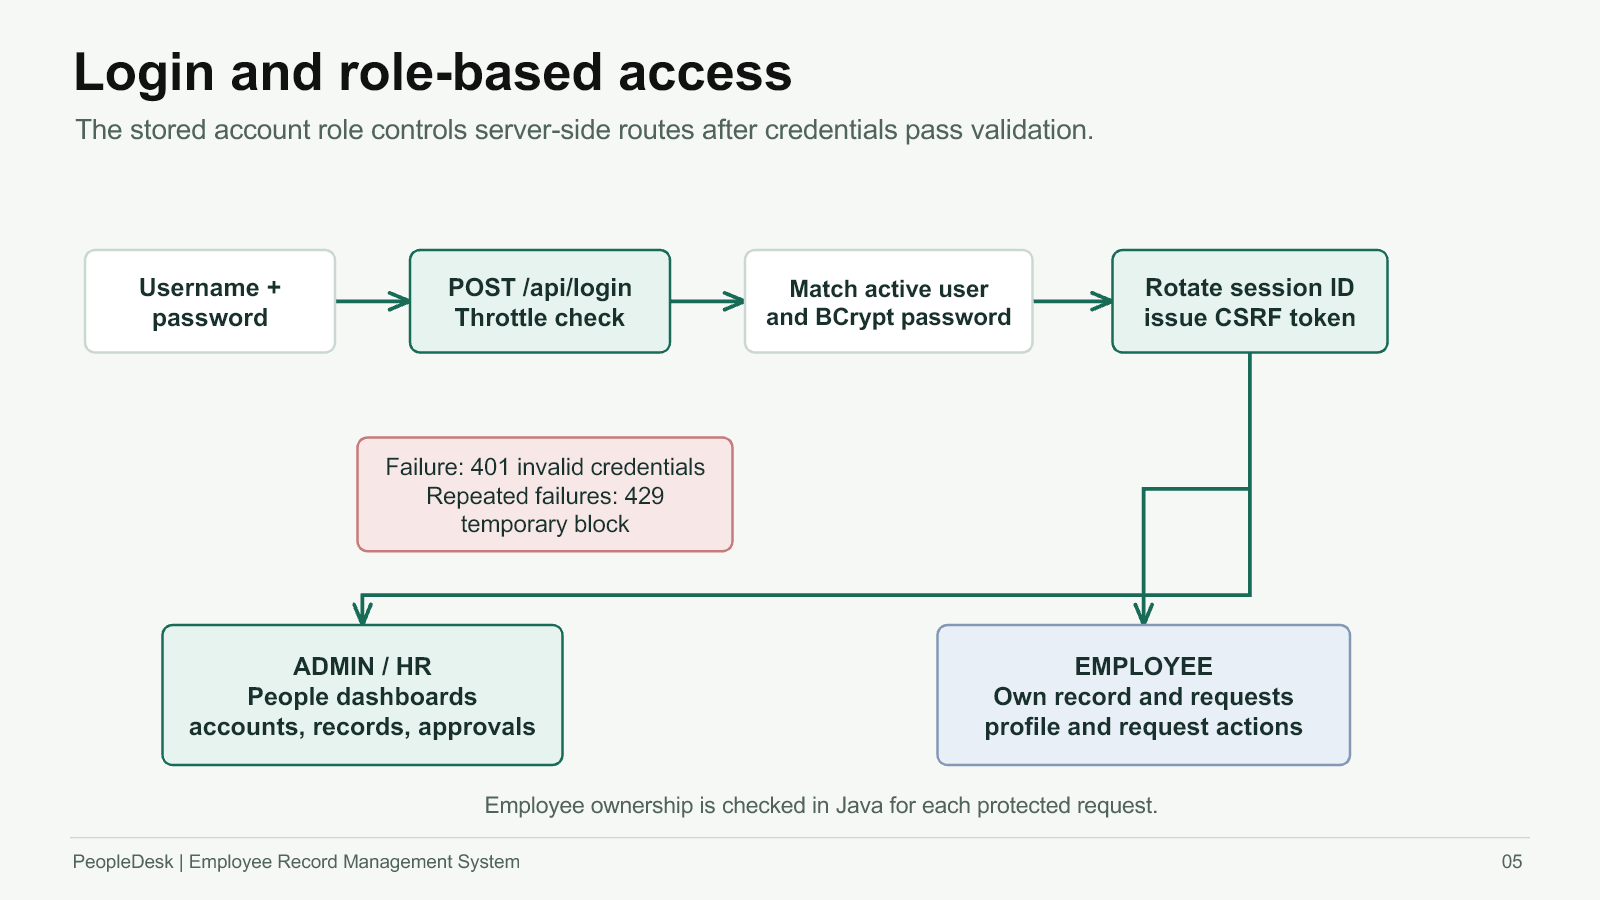 Login and role-based access
The stored account role controls server-side routes after credentials pass validation.
Username +
password
POST /api/login
Throttle check
Match active user
and BCrypt password
Rotate session ID
issue CSRF token
Failure: 401 invalid credentials
Repeated failures: 429
temporary block
ADMIN / HR
People dashboards
accounts, records, approvals
EMPLOYEE
Own record and requests
profile and request actions
Employee ownership is checked in Java for each protected request.
PeopleDesk | Employee Record Management System
05